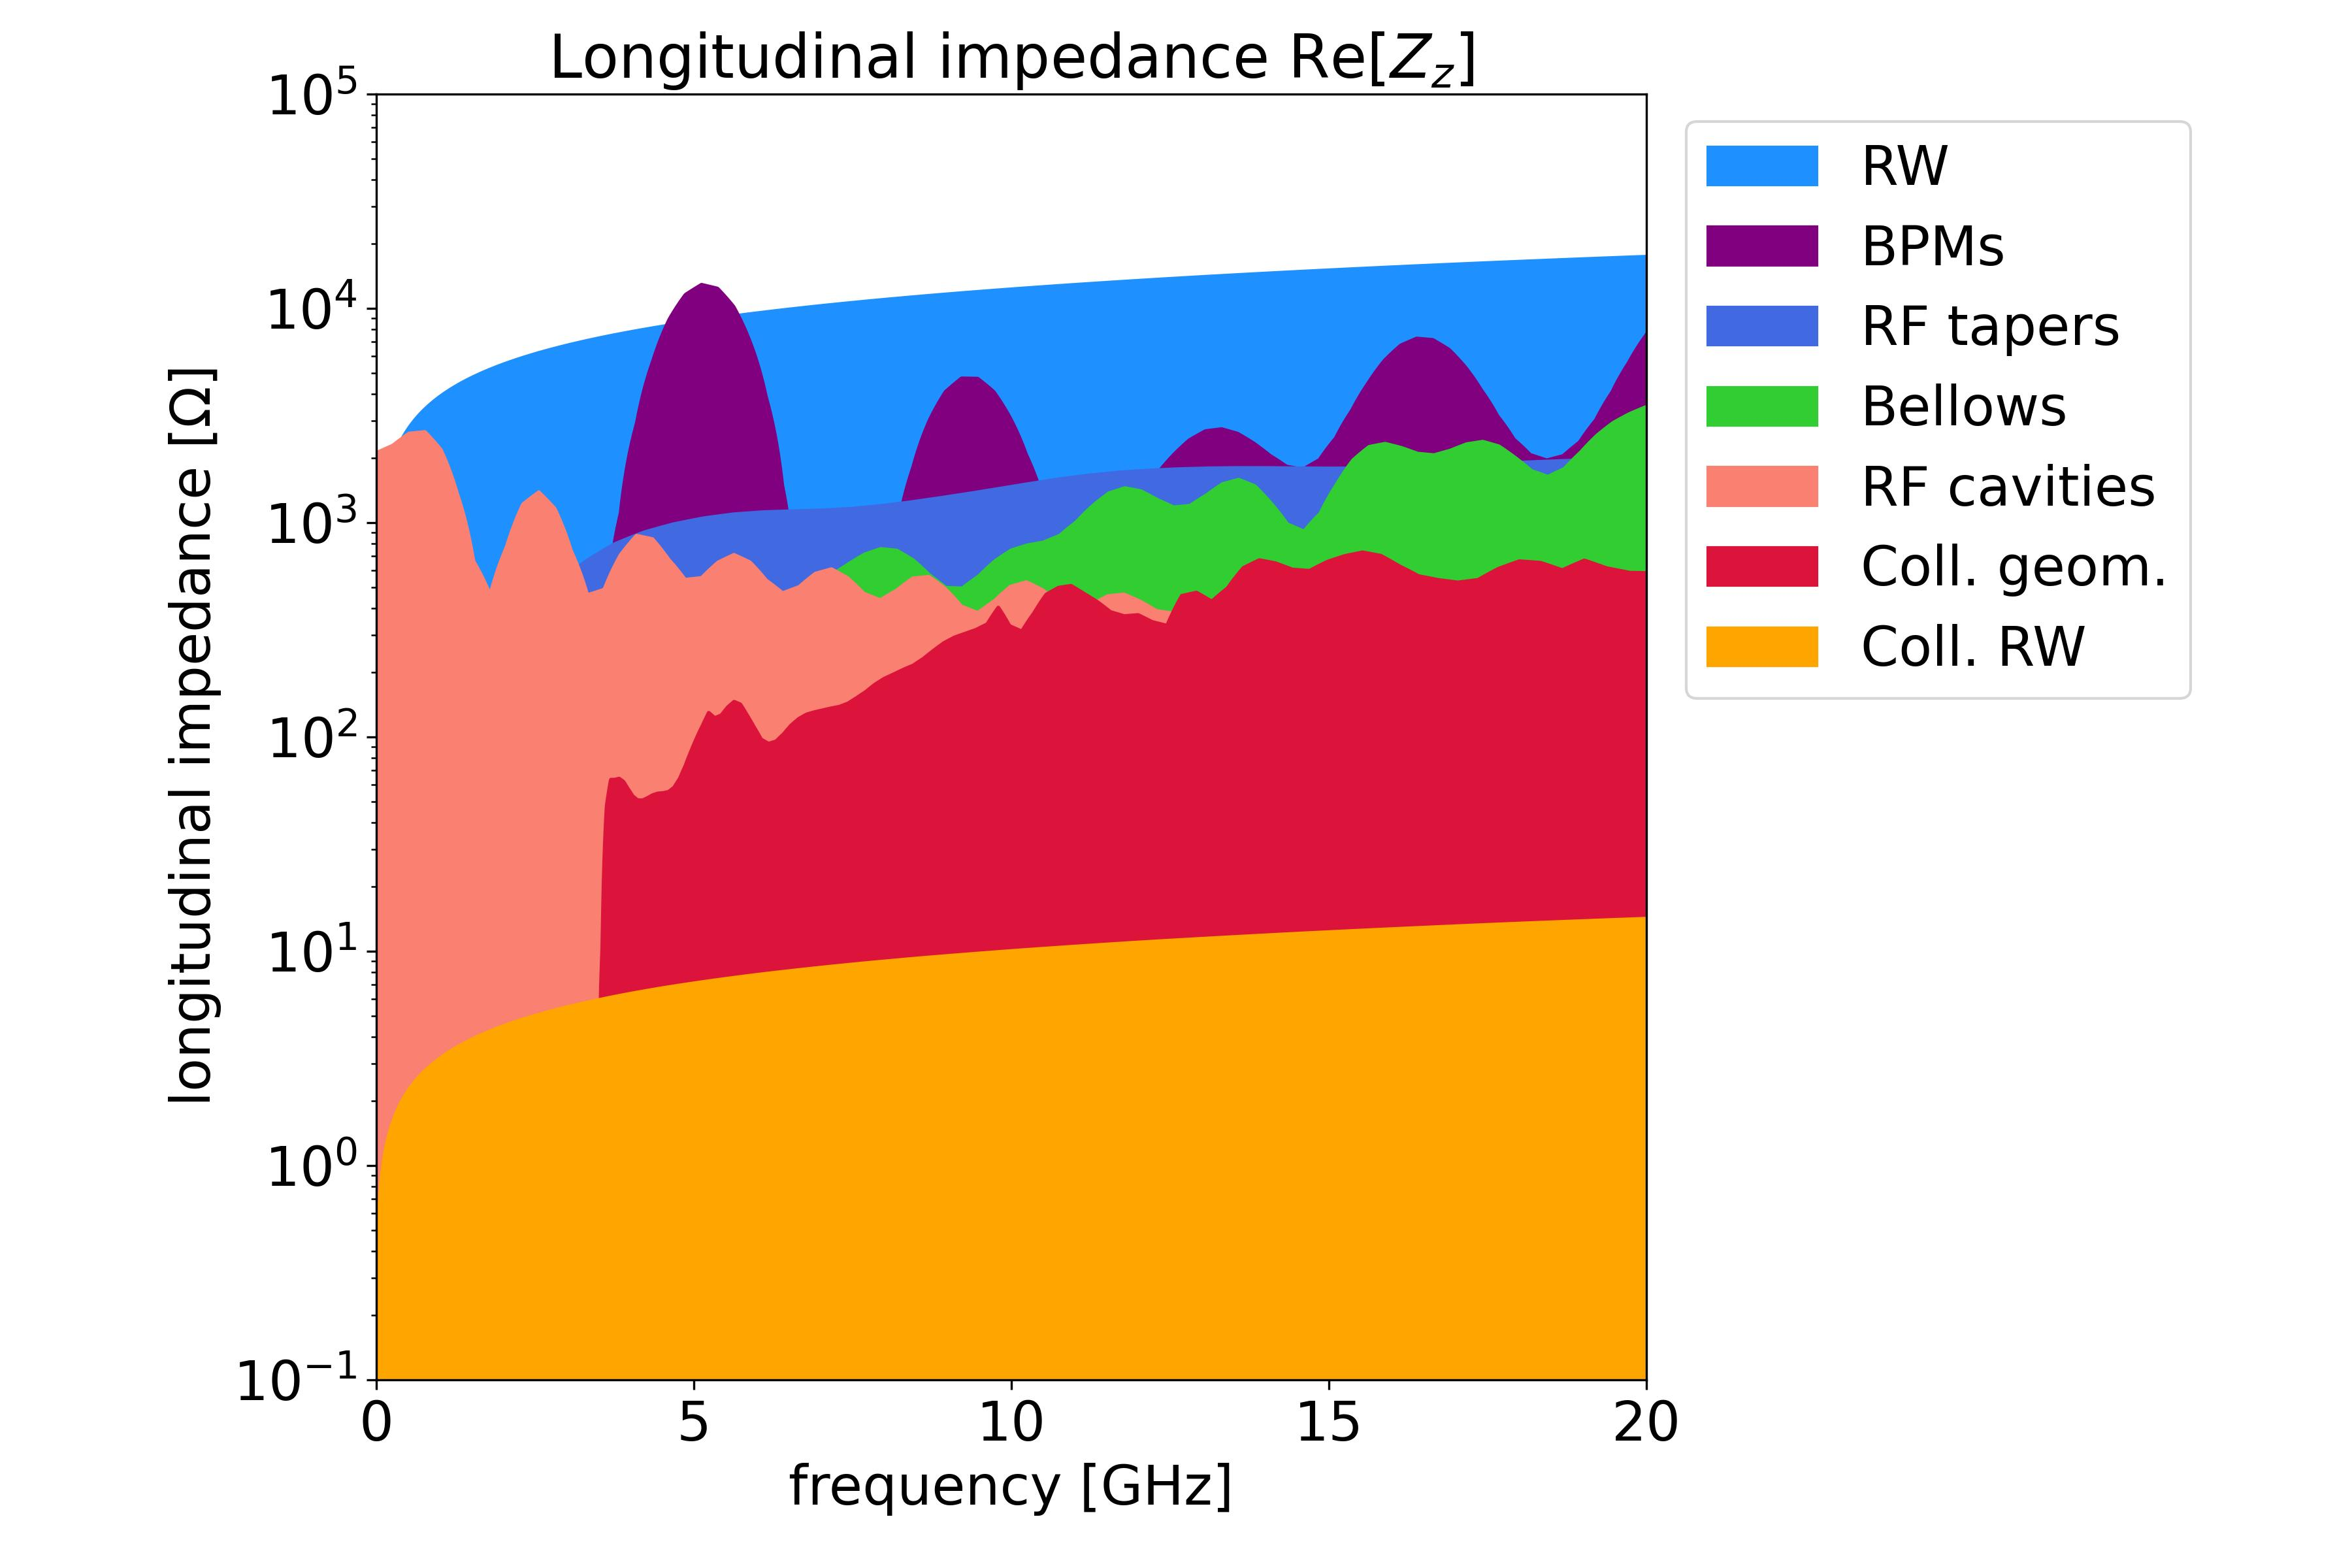 Longitudinal impedance Re[Z_z]
longitudinal impedance [Ω]
10^5
10^4
10^3
10^2
10^1
10^0
10^−1
0 5 10 15 20
frequency [GHz]
RW
BPMs
RF tapers
Bellows
RF cavities
Coll. geom.
Coll. RW